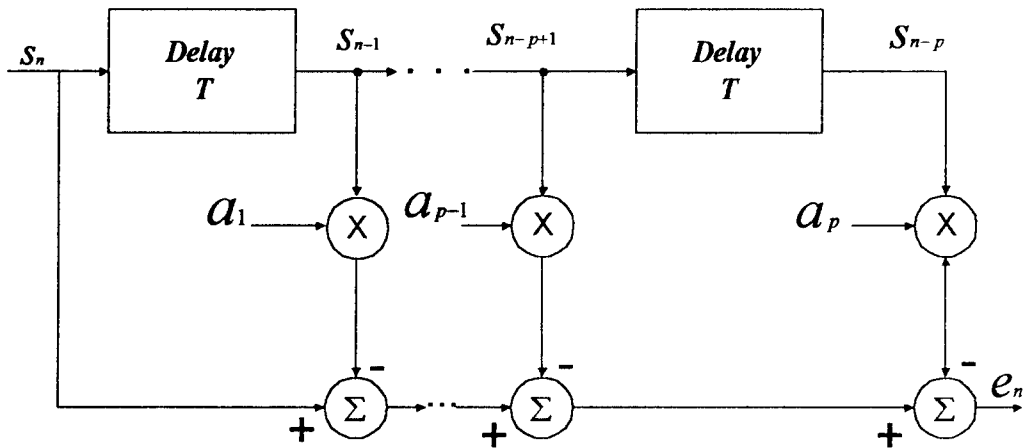 Sn Delay T Sn-1 . . . Sn-p+1 Delay T Sn-p
a1 X ap-1 X ap X
- - -
+ Σ ... + Σ + Σ en